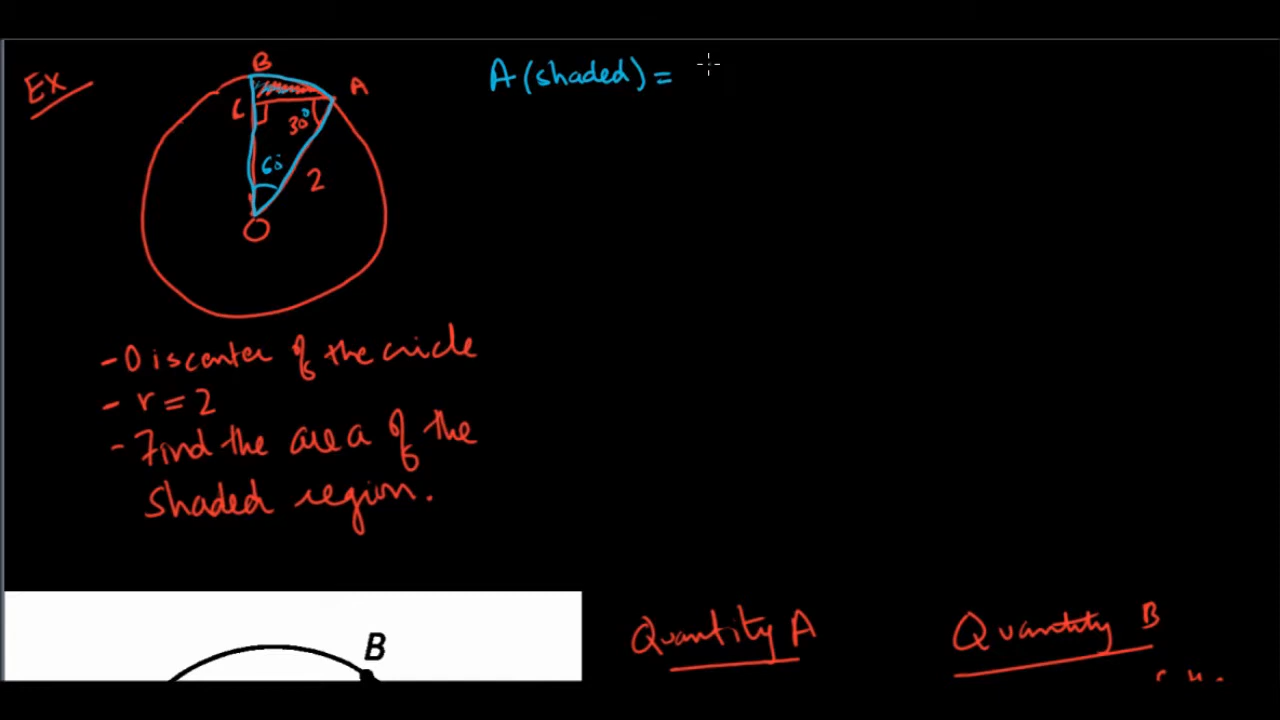 Ex
B
A
C
30°
60
2
O
A (shaded) =
- O is center of the circle
- r = 2
- Find the area of the
shaded region.
B
Quantity A
Quantity B